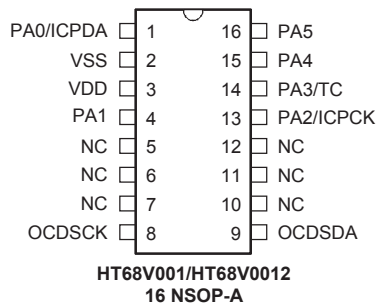 PA0/ICPDA 1 16 PA5
VSS 2 15 PA4
VDD 3 14 PA3/TC
PA1 4 13 PA2/ICPCK
NC 5 12 NC
NC 6 11 NC
NC 7 10 NC
OCDSCK 8 9 OCDSDA
HT68V001/HT68V0012
16 NSOP-A